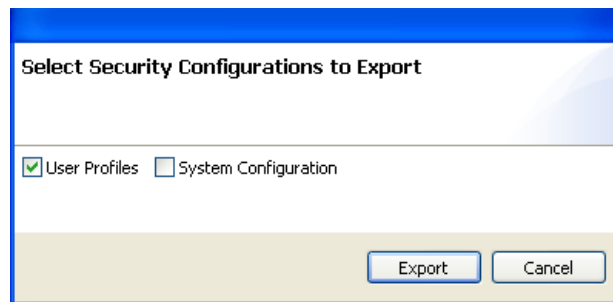 Select Security Configurations to Export
User Profiles System Configuration
Export Cancel